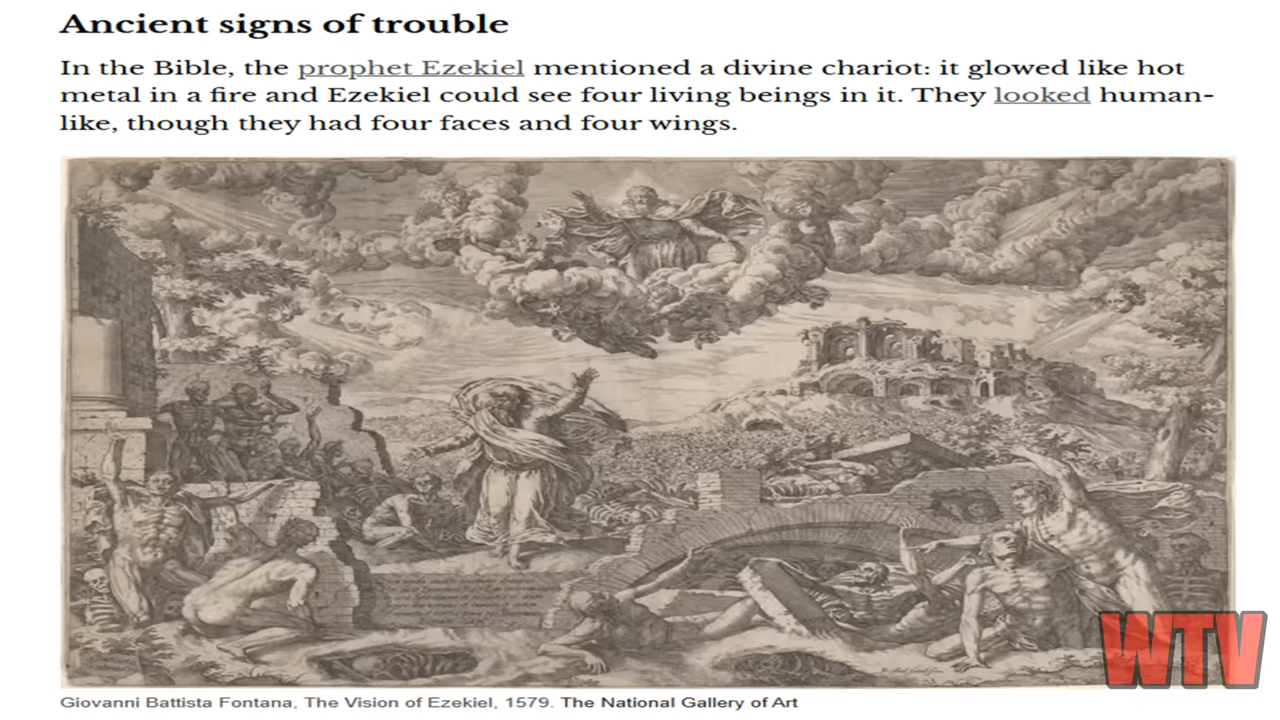 Ancient signs of trouble
In the Bible, the prophet Ezekiel mentioned a divine chariot: it glowed like hot
metal in a fire and Ezekiel could see four living beings in it. They looked human-
like, though they had four faces and four wings.
Giovanni Battista Fontana, The Vision of Ezekiel, 1579. The National Gallery of Art
WTV